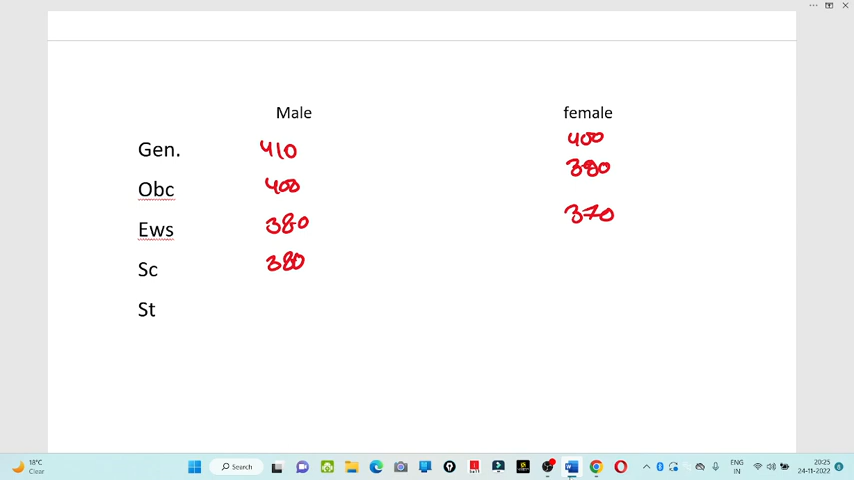 Male female
Gen. 410 400
380
Obc 400
Ews 380 370
Sc 380
St
18°C
Clear
Search
ENG
IN
20:25
24-11-2022